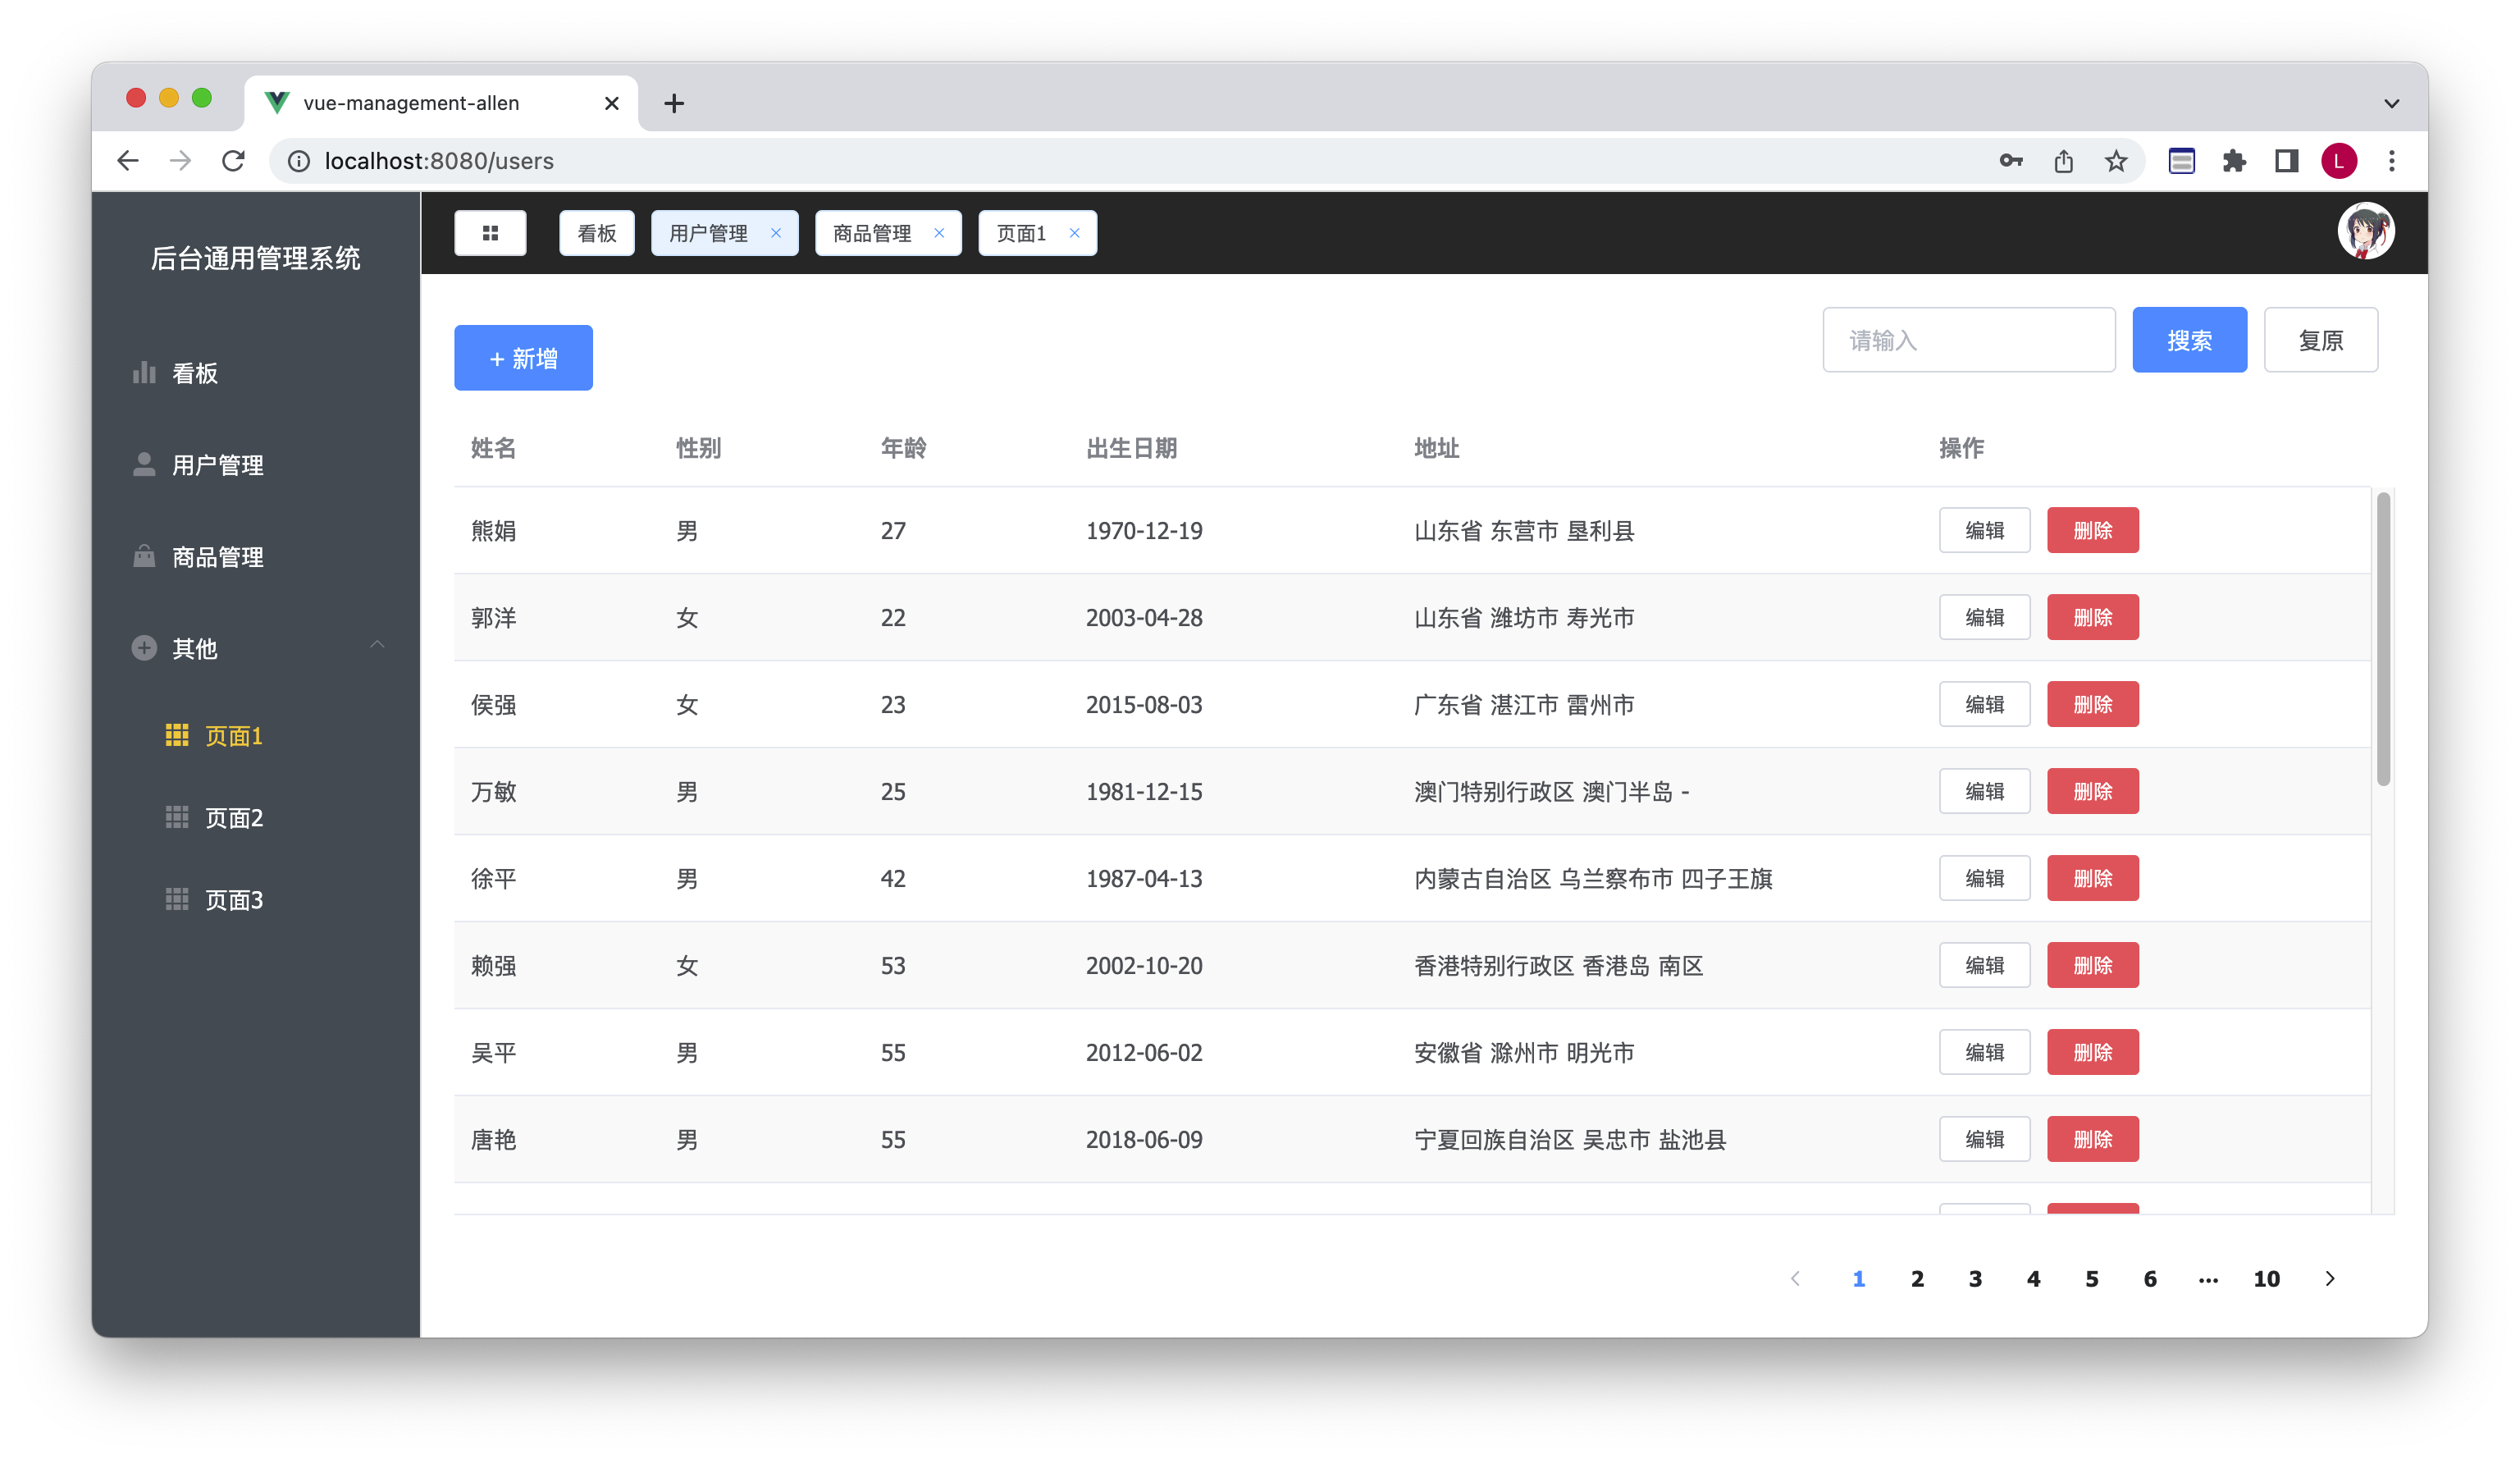 vue-management-allen
localhost:8080/users
L
后台通用管理系统
看板
用户管理
商品管理
其他
页面1
页面2
页面3
看板 用户管理 商品管理 页面1
+ 新增
请输入 搜索 复原
姓名 性别 年龄 出生日期 地址 操作
熊娟 男 27 1970-12-19 山东省 东营市 垦利县 编辑 删除
郭洋 女 22 2003-04-28 山东省 潍坊市 寿光市 编辑 删除
侯强 女 23 2015-08-03 广东省 湛江市 雷州市 编辑 删除
万敏 男 25 1981-12-15 澳门特别行政区 澳门半岛 - 编辑 删除
徐平 男 42 1987-04-13 内蒙古自治区 乌兰察布市 四子王旗 编辑 删除
赖强 女 53 2002-10-20 香港特别行政区 香港岛 南区 编辑 删除
吴平 男 55 2012-06-02 安徽省 滁州市 明光市 编辑 删除
唐艳 男 55 2018-06-09 宁夏回族自治区 吴忠市 盐池县 编辑 删除
1 2 3 4 5 6 ... 10